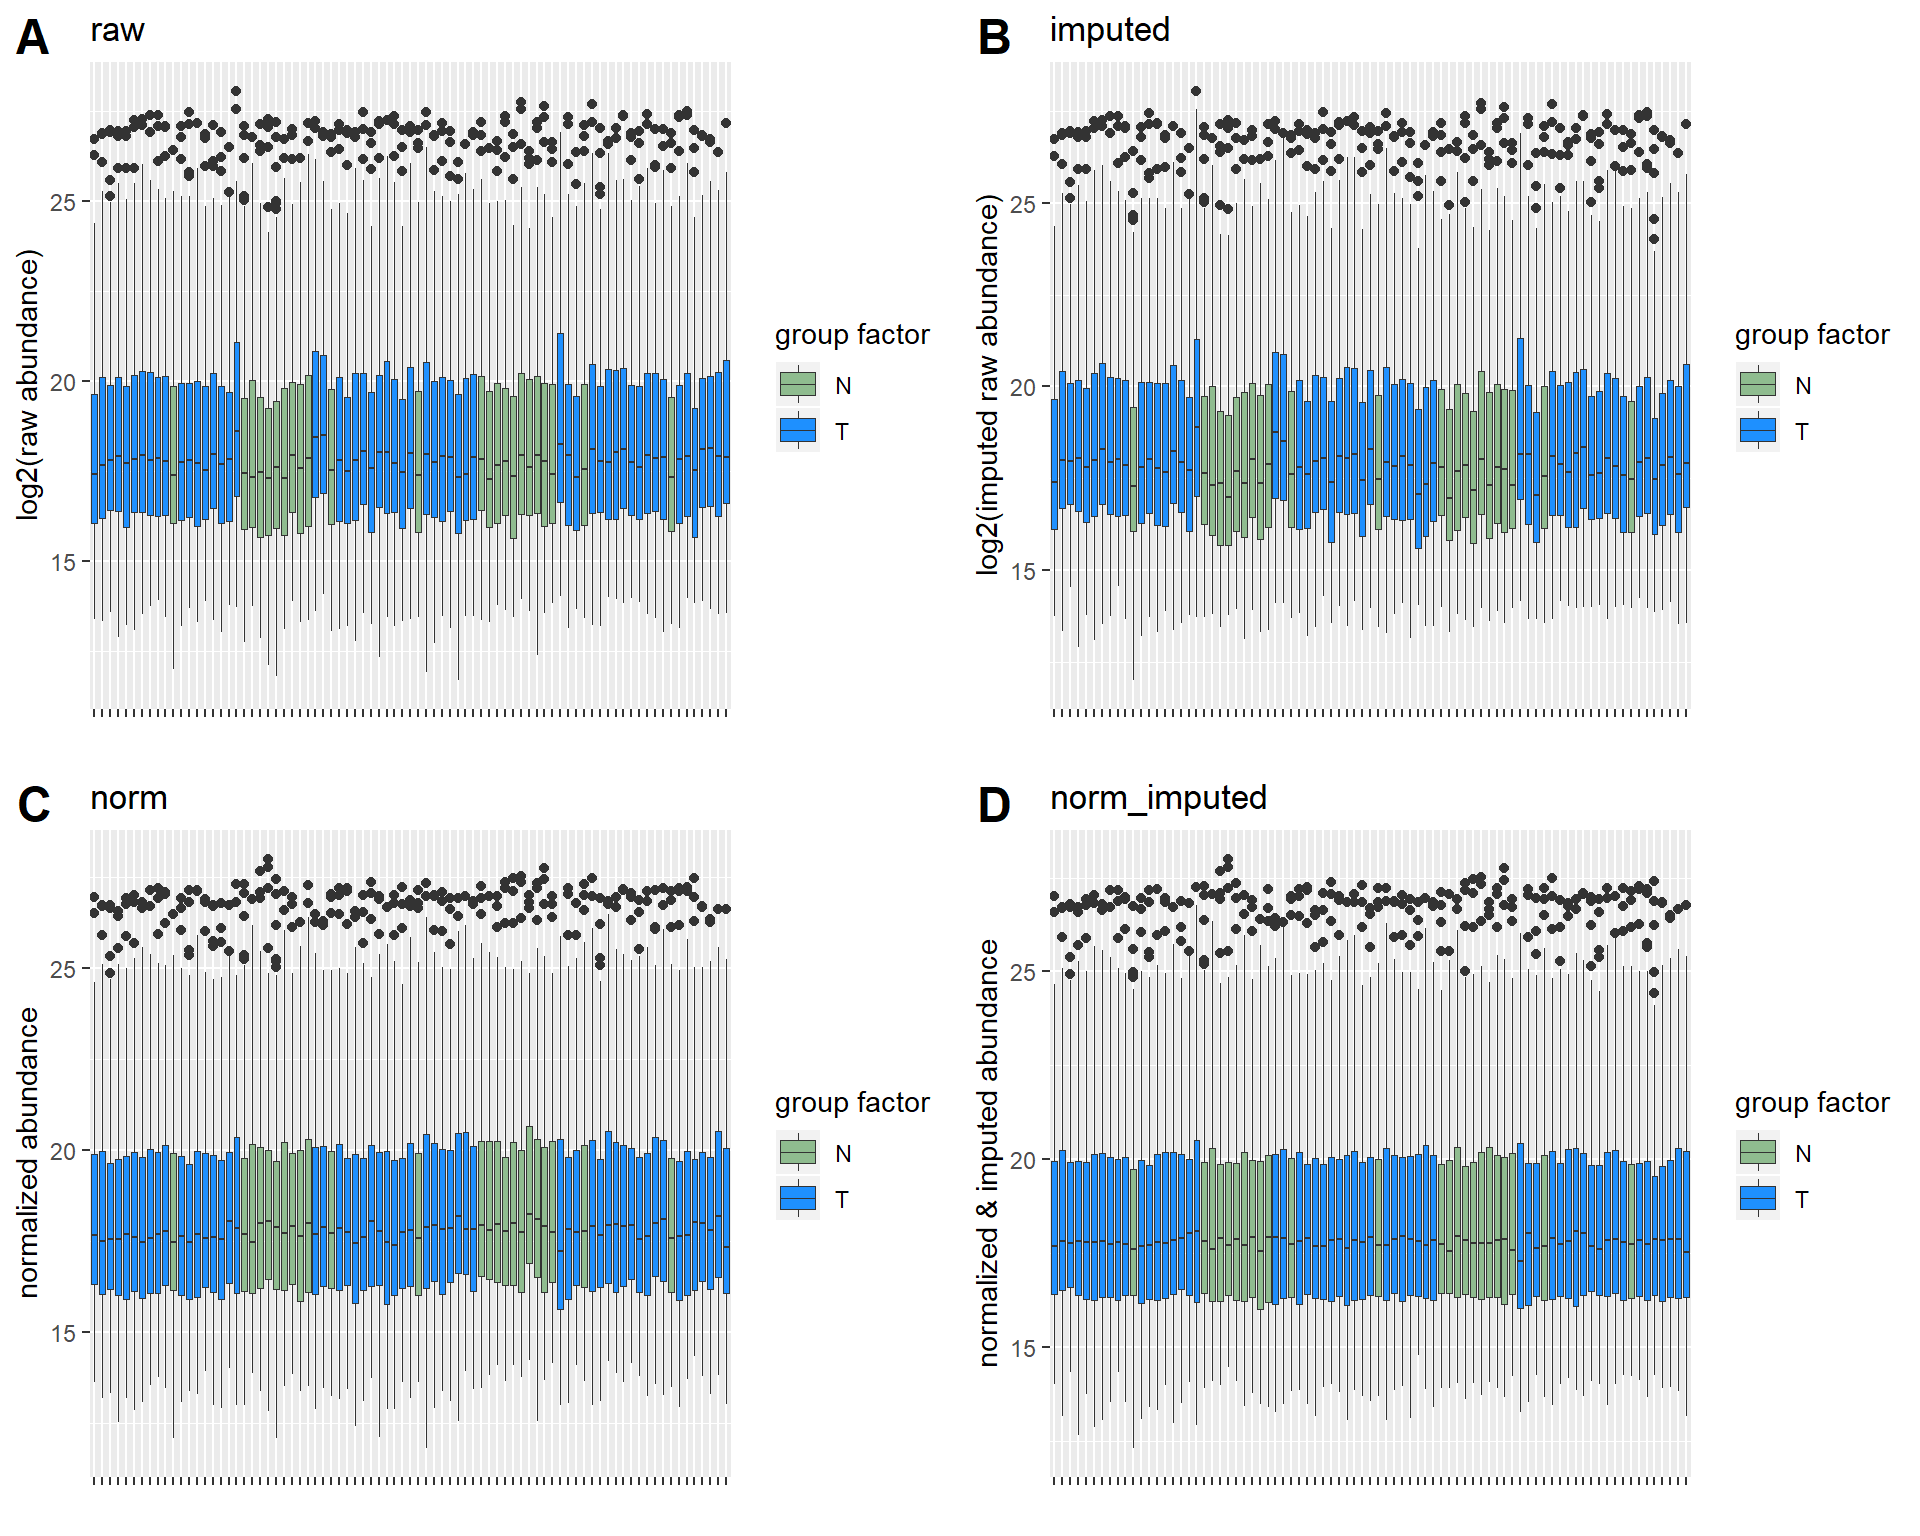 A raw
log2(raw abundance)
25
20
15
group factor
N
T
B imputed
log2(imputed raw abundance)
25
20
15
group factor
N
T
C norm
normalized abundance
25
20
15
group factor
N
T
D norm_imputed
normalized & imputed abundance
25
20
15
group factor
N
T